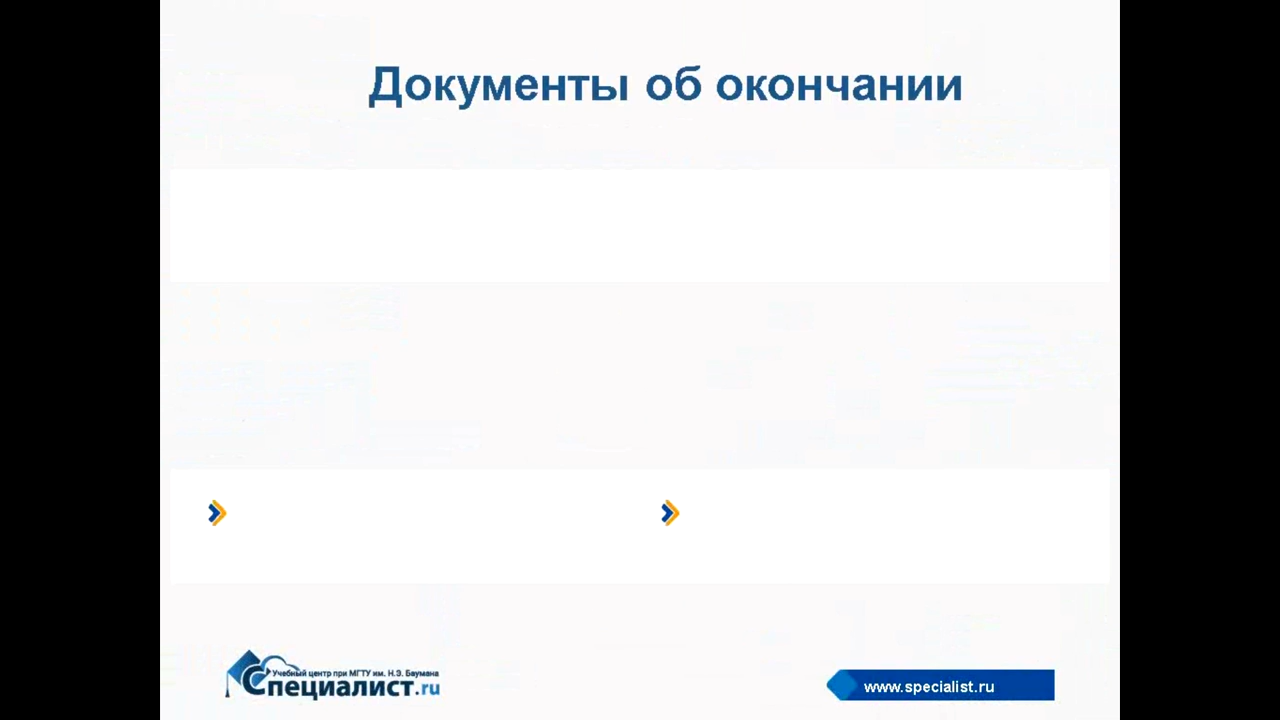 Документы об окончании
Учебный центр при МГТУ им. Н.Э. Баумана
Специалист.ru
www.specialist.ru